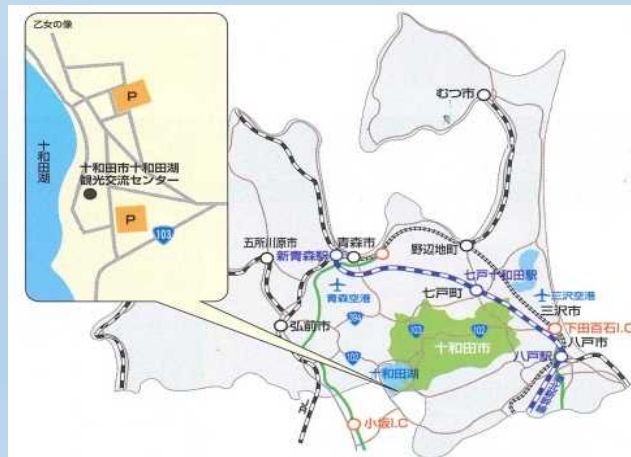 乙女の像
P
十和田湖
十和田市十和田湖
観光交流センター
P
103
むつ市
五所川原市
新青森駅
青森市
野辺地町
七戸十和田駅
青森空港
七戸町
三沢空港
三沢市
弘前市
394
103
102
下田百石I.C
十和田市
八戸市
八戸駅
102
十和田湖
小坂I.C